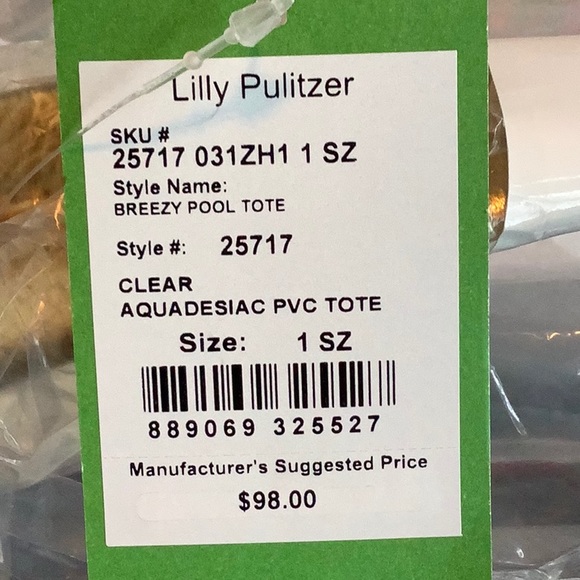 Lilly Pulitzer
SKU #
25717 031ZH1 1 SZ
Style Name:
BREEZY POOL TOTE
Style #: 25717
CLEAR
AQUADESIAC PVC TOTE
Size: 1 SZ
889069 325527
Manufacturer's Suggested Price
$98.00